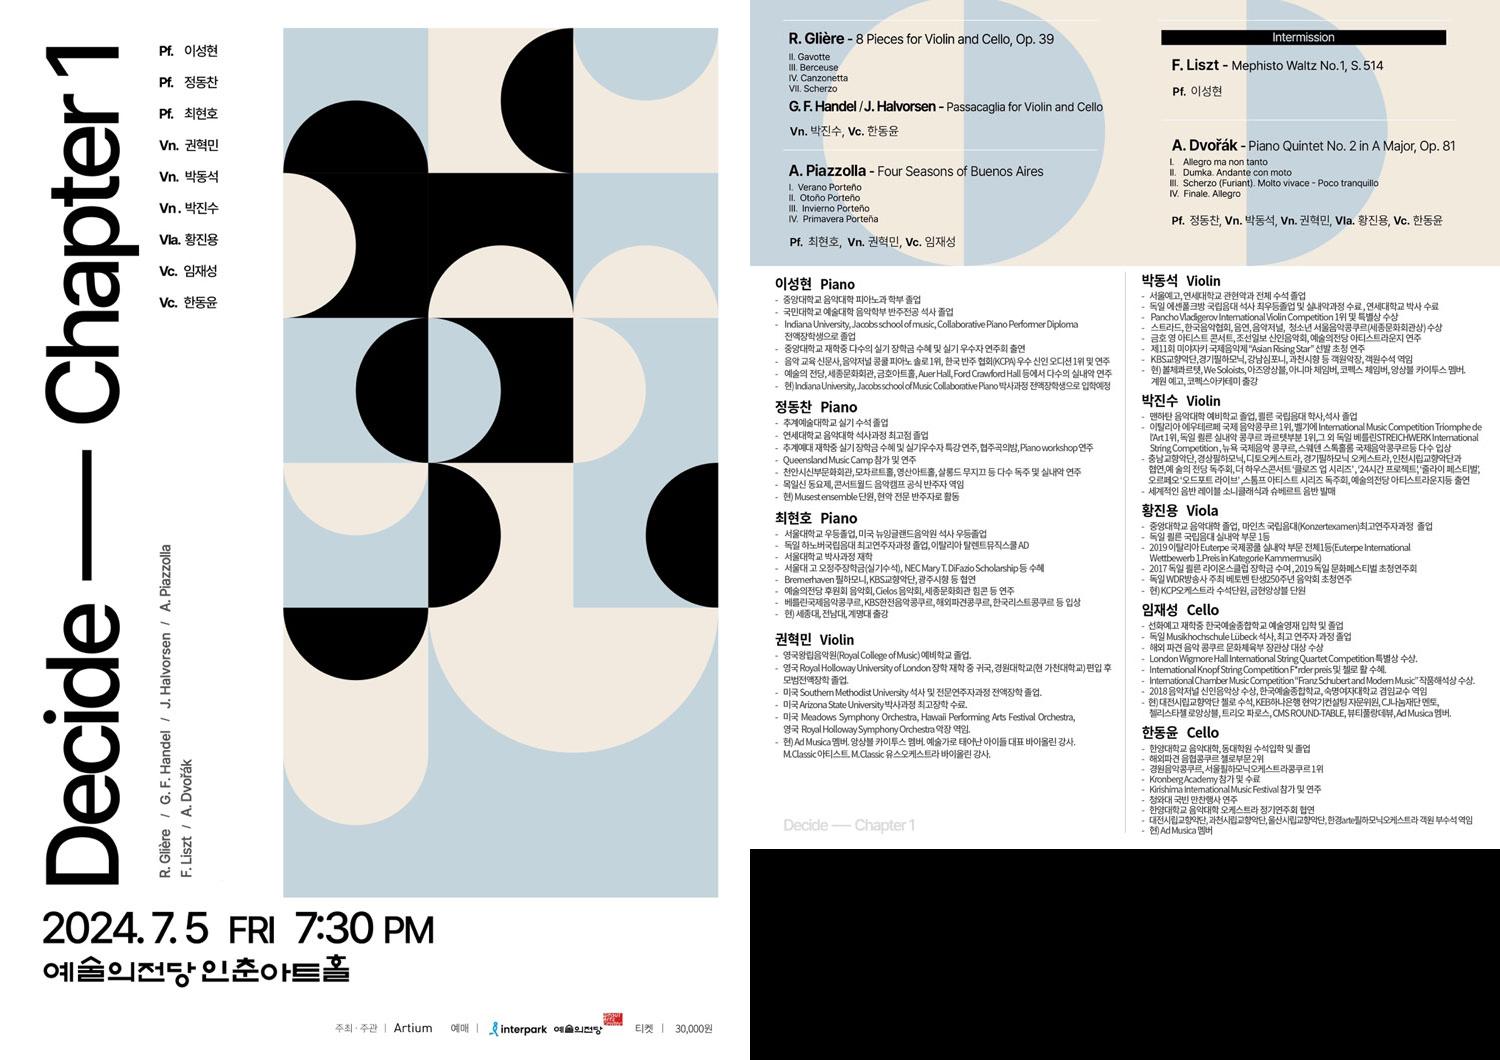 Decide — Chapter 1
Pf. 이성현
Pf. 정동찬
Pf. 최현호
Vn. 권혁민
Vn. 박동석
Vn. 박진수
Vla. 황진용
Vc. 임재성
Vc. 한동윤
R. Glière / G. F. Handel / J. Halvorsen / A. Piazzolla
F. Liszt / A. Dvořák
2024. 7. 5 FRI 7:30 PM
예술의전당 인춘아트홀
주최·주관 | Artium 예매 | interpark 예술의전당 티켓 | 30,000원
R. Glière - 8 Pieces for Violin and Cello, Op. 39
II. Gavotte
III. Berceuse
IV. Canzonetta
VII. Scherzo
G. F. Handel / J. Halvorsen - Passacaglia for Violin and Cello
Vn. 박진수, Vc. 한동윤
A. Piazzolla - Four Seasons of Buenos Aires
I. Verano Porteño
II. Otoño Porteño
III. Invierno Porteño
IV. Primavera Porteña
Pf. 최현호, Vn. 권혁민, Vc. 임재성
Intermission
F. Liszt - Mephisto Waltz No.1, S.514
Pf. 이성현
A. Dvořák - Piano Quintet No. 2 in A Major, Op. 81
I. Allegro ma non tanto
II. Dumka. Andante con moto
III. Scherzo (Furiant). Molto vivace - Poco tranquillo
IV. Finale. Allegro
Pf. 정동찬, Vn. 박동석, Vn. 권혁민, Vla. 황진용, Vc. 한동윤
이성현 Piano
- 중앙대학교 음악대학 피아노과 학부 졸업
- 국민대학교 예술대학 음악학부 반주전공 석사 졸업
- Indiana University, Jacobs school of music, Collaborative Piano Performer Diploma
전액장학생으로 졸업
- 중앙대학교 재학중 다수의 실기 장학금 수혜 및 실기 우수자 연주회 출연
- 음악 교육 신문사, 음악저널 콩쿨 피아노 솔로 1위, 한국 반주 협회(KCPA) 우수 신인 오디션 1위 및 연주
- 예술의 전당, 세종문화회관, 금호아트홀, Auer Hall, Ford Crawford Hall 등에서 다수의 실내악 연주
- 현) Indiana University, Jacobs school of Music Collaborative Piano 박사과정 전액장학생으로 입학예정
정동찬 Piano
- 추계예술대학교 실기 수석 졸업
- 연세대학교 음악대학 석사과정 최고점 졸업
- 추계예대 재학중 실기 장학금 수혜 및 실기우수자 특강 연주, 협주곡의밤, Piano workshop 연주
- Queensland Music Camp 참가 및 연주
- 천안시신부문화회관, 모차르트홀, 영산아트홀, 살롱드 무지끄 등 다수 독주 및 실내악 연주
- 목일신 동요제, 콘서트월드 음악캠프 공식 반주자 역임
- 현) Musest ensemble 단원, 현악 전문 반주자로 활동
최현호 Piano
- 서울대학교 우등졸업, 미국 뉴잉글랜드음악원 석사 우등졸업
- 독일 하노버국립음대 최고연주자과정 졸업, 이탈리아 탈렌트뮤직스쿨 AD
- 서울대학교 박사과정 재학
- 서울대 고 오정주장학금(실기수석), NEC Mary T. DiFazio Scholarship 등 수혜
- Bremerhaven 필하모니, KBS교향악단, 광주시향 등 협연
- 예술의전당 후원회 음악회, Cielos 음악회, 세종문화회관 힘콘 등 연주
- 베를린국제음악콩쿠르, KBS한전음악콩쿠르, 해외파견콩쿠르, 한국리스트콩쿠르 등 입상
- 현) 세종대, 전남대, 계명대 출강
권혁민 Violin
- 영국왕립음악원(Royal College of Music) 예비학교 졸업.
- 영국 Royal Holloway University of London 장학 재학 중 귀국, 경원대학교(현 가천대학교) 편입 후
모범전액장학 졸업.
- 미국 Southern Methodist University 석사 및 전문연주자과정 전액장학 졸업.
- 미국 Arizona State University 박사과정 최고장학 수료.
- 미국 Meadows Symphony Orchestra, Hawaii Performing Arts Festival Orchestra,
영국 Royal Holloway Symphony Orchestra 악장 역임.
- 현) Ad Musica 멤버. 앙상블 카이투스 멤버. 예술가로 태어난 아이들 대표 바이올린 강사.
M.Classic 아티스트. M.Classic 유스오케스트라 바이올린 강사.
Decide — Chapter 1
박동석 Violin
- 서울예고, 연세대학교 관현악과 전체 수석 졸업
- 독일 에센폴크방 국립음대 석사 최우등졸업 및 실내악과정 수료, 연세대학교 박사 수료
- Pancho Vladigerov International Violin Competition 1위 및 특별상 수상
- 스트라드, 한국음악협회, 음연, 음악저널, 청소년 서울음악콩쿠르(세종문화회관상) 수상
- 금호 영 아티스트 콘서트, 조선일보 신인음악회, 예술의전당 아티스트라운지 연주
- 제11회 미야자키 국제음악제 "Asian Rising Star" 선발 초청 연주
- KBS교향악단, 경기필하모닉, 강남심포니, 과천시향 등 객원악장, 객원수석 역임
- 현) 볼체콰르텟, We Soloists, 아즈앙상블, 아니마 체임버, 코펙스 체임버, 앙상블 카이투스 멤버.
계원 예고, 코펙스아카데미 출강
박진수 Violin
- 맨하탄 음악대학 예비학교 졸업, 쾰른 국립음대 학사,석사 졸업
- 이탈리아 에우테르페 국제 음악콩쿠르 1위, 벨기에 International Music Competition Triomphe de
l'Art 1위, 독일 쾰른 실내악 콩쿠르 콰르텟부분 1위,그 외 독일 베를린STREICHWERK International
String Competition , 뉴욕 국제음악 콩쿠르, 스웨덴 스톡홀름 국제음악콩쿠르등 다수 입상
- 충남교향악단, 경상필하모닉, 디토오케스트라, 경기필하모닉 오케스트라, 인천시립교향악단과
협연,예 술의 전당 독주회, 더 하우스콘서트 '클로즈 업 시리즈' , '24시간 프로젝트', '줄라이 페스티벌',
오르페오 '오드포트 라이브' ,스톰프 아티스트 시리즈 독주회, 예술의전당 아티스트라운지등 출연
- 세계적인 음반 레이블 소니클래식과 슈베르트 음반 발매
황진용 Viola
- 중앙대학교 음악대학 졸업, 마인츠 국립음대(Konzertexamen)최고연주자과정 졸업
- 독일 쾰른 국립음대 실내악 부문 1등
- 2019 이탈리아 Euterpe 국제콩쿨 실내악 부문 전체1등(Euterpe International
Wettbewerb 1.Preis in Kategorie Kammermusik)
- 2017 독일 쾰른 라이온스클럽 장학금 수여 , 2019 독일 문화페스티벌 초청연주회
- 독일 WDR방송사 주최 베토벤 탄생250주년 음악회 초청연주
- 현) KCP오케스트라 수석단원, 금현앙상블 단원
임재성 Cello
- 선화예고 재학중 한국예술종합학교 예술영재 입학 및 졸업
- 독일 Musikhochschule Lübeck 석사, 최고 연주자 과정 졸업
- 해외 파견 음악 콩쿠르 문화체육부 장관상 대상 수상
- London Wigmore Hall International String Quartet Competition 특별상 수상.
- International Knopf String Competition F*rder preis 및 첼로 활 수혜.
- International Chamber Music Competition "Franz Schubert and Modern Music" 작품해석상 수상.
- 2018 음악저널 신인음악상 수상, 한국예술종합학교, 숙명여자대학교 겸임교수 역임
- 현) 대전시립교향악단 첼로 수석, KEB하나은행 현악기컨설팅 자문위원, CJ나눔재단 멘토,
첼리스타첼로앙상블, 트리오 파로스, CMS ROUND-TABLE, 뷰티풀랑데뷰, Ad Musica 멤버.
한동윤 Cello
- 한양대학교 음악대학, 동대학원 수석입학 및 졸업
- 해외파견 음협콩쿠르 첼로부문 2위
- 경원음악콩쿠르, 서울필하모닉오케스트라콩쿠르 1위
- Kronberg Academy 참가 및 수료
- Kirishima International Music Festival 참가 및 연주
- 청와대 국빈 만찬행사 연주
- 한양대학교 음악대학 오케스트라 정기연주회 협연
- 대전시립교향악단, 과천시립교향악단, 울산시립교향악단, 한경arte필하모닉오케스트라 객원 부수석 역임
- 현) Ad Musica 멤버